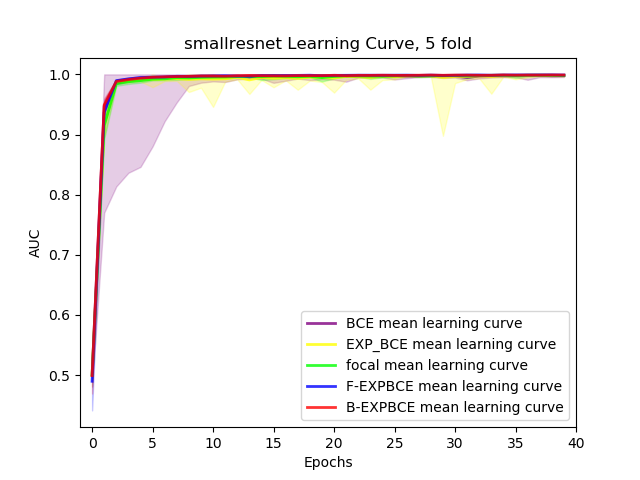 smallresnet Learning Curve, 5 fold
1.0
0.9
0.8
0.7
0.6
0.5
AUC
BCE mean learning curve
EXP_BCE mean learning curve
focal mean learning curve
F-EXPBCE mean learning curve
B-EXPBCE mean learning curve
0 5 10 15 20 25 30 35 40
Epochs